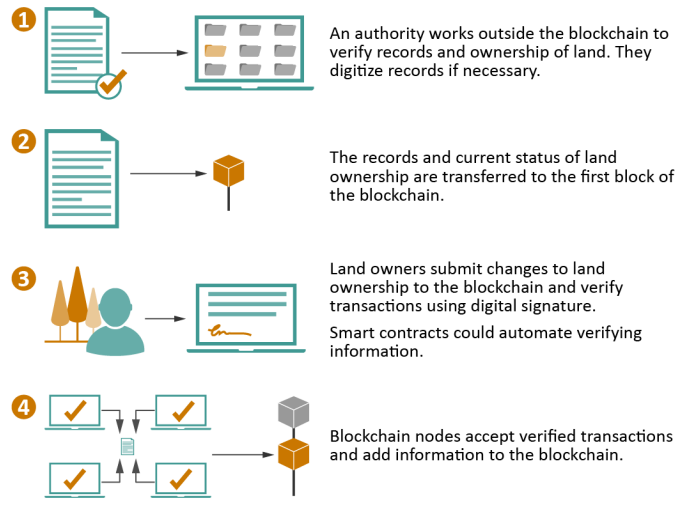 1
An authority works outside the blockchain to
verify records and ownership of land. They
digitize records if necessary.
2
The records and current status of land
ownership are transferred to the first block of
the blockchain.
3
Land owners submit changes to land
ownership to the blockchain and verify
transactions using digital signature.
Smart contracts could automate verifying
information.
4
Blockchain nodes accept verified transactions
and add information to the blockchain.